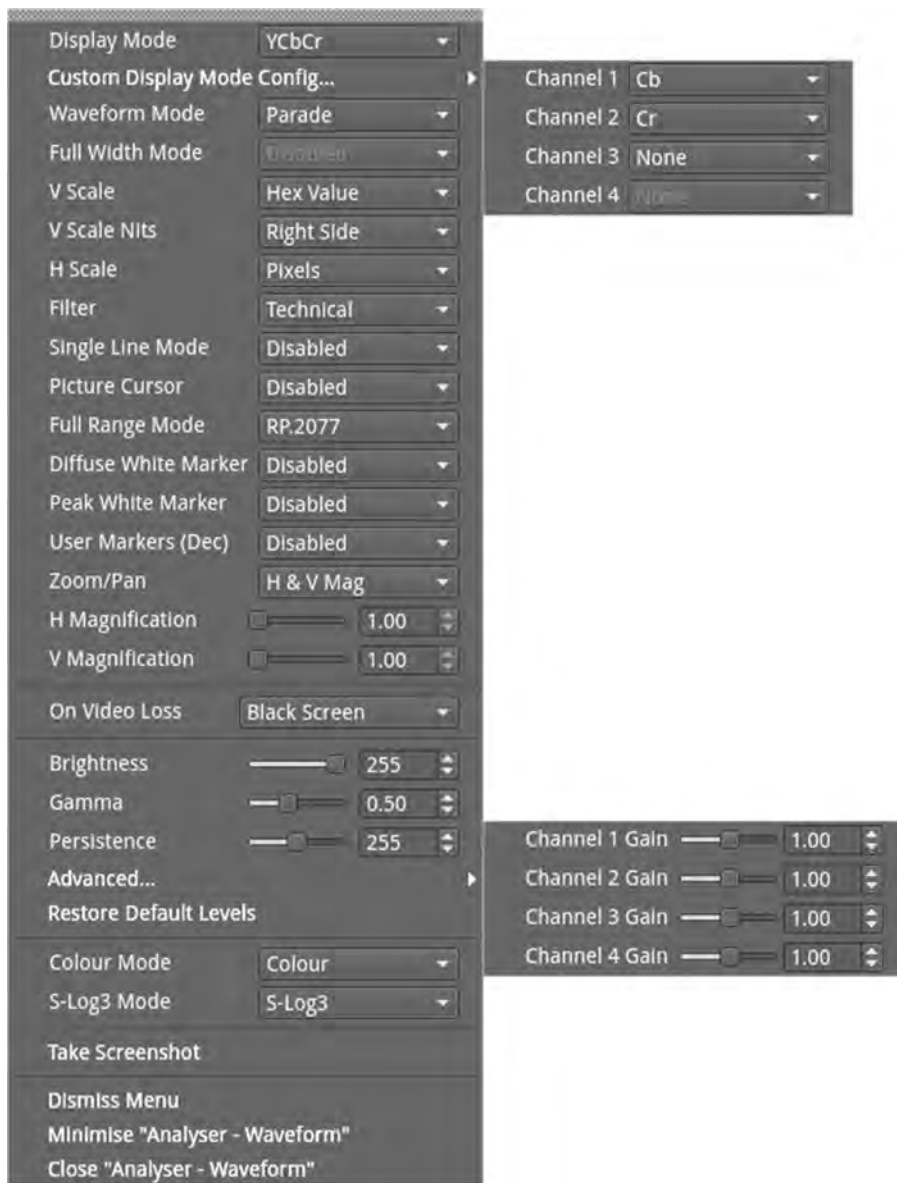 Display Mode YCbCr
Custom Display Mode Config...
Channel 1 Cb
Waveform Mode Parade
Channel 2 Cr
Full Width Mode Disabled
Channel 3 None
V Scale Hex Value
Channel 4 None
V Scale Nits Right Side
H Scale Pixels
Filter Technical
Single Line Mode Disabled
Picture Cursor Disabled
Full Range Mode RP.2077
Diffuse White Marker Disabled
Peak White Marker Disabled
User Markers (Dec) Disabled
Zoom/Pan H & V Mag
H Magnification 1.00
V Magnification 1.00
On Video Loss Black Screen
Brightness 255
Gamma 0.50
Persistence 255
Channel 1 Gain 1.00
Advanced...
Channel 2 Gain 1.00
Restore Default Levels
Channel 3 Gain 1.00
Colour Mode Colour
Channel 4 Gain 1.00
S-Log3 Mode S-Log3
Take Screenshot
Dismiss Menu
Minimise "Analyser - Waveform"
Close "Analyser - Waveform"